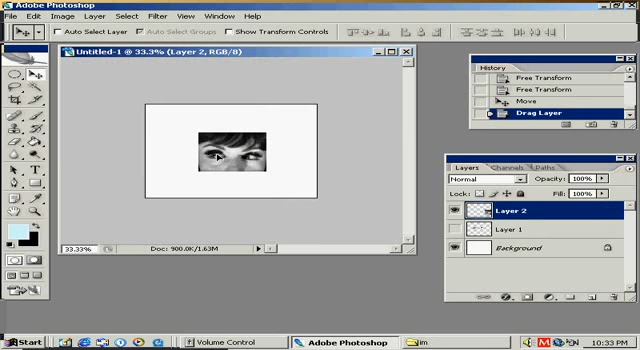 Adobe Photoshop
File Edit Image Layer Select Filter View Window Help
Auto Select Layer Auto Select Groups Show Transform Controls
Untitled-1 @ 33.3% (Layer 2, RGB/8)
History
Free Transform
Free Transform
Move
Drag Layer
Layers Channels Paths
Normal Opacity: 100%
Lock: Fill: 100%
Layer 2
Layer 1
Background
33.33% Doc: 900.0K/1.63M
Start Volume Control Adobe Photoshop im 10:33 PM